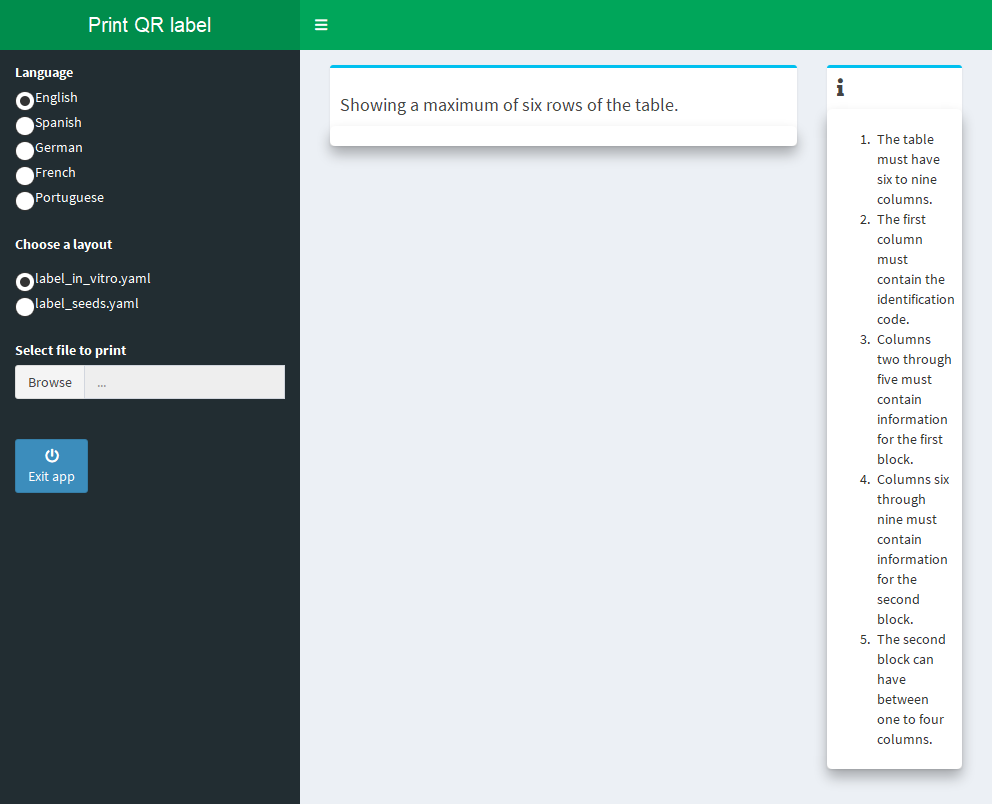 Print QR label
Language
English
Spanish
German
French
Portuguese
Choose a layout
label_in_vitro.yaml
label_seeds.yaml
Select file to print
Browse ...
Exit app
Showing a maximum of six rows of the table.
1. The table
must have
six to nine
columns.
2. The first
column
must
contain the
identification
code.
3. Columns
two through
five must
contain
information
for the first
block.
4. Columns six
through
nine must
contain
information
for the
second
block.
5. The second
block can
have
between
one to four
columns.